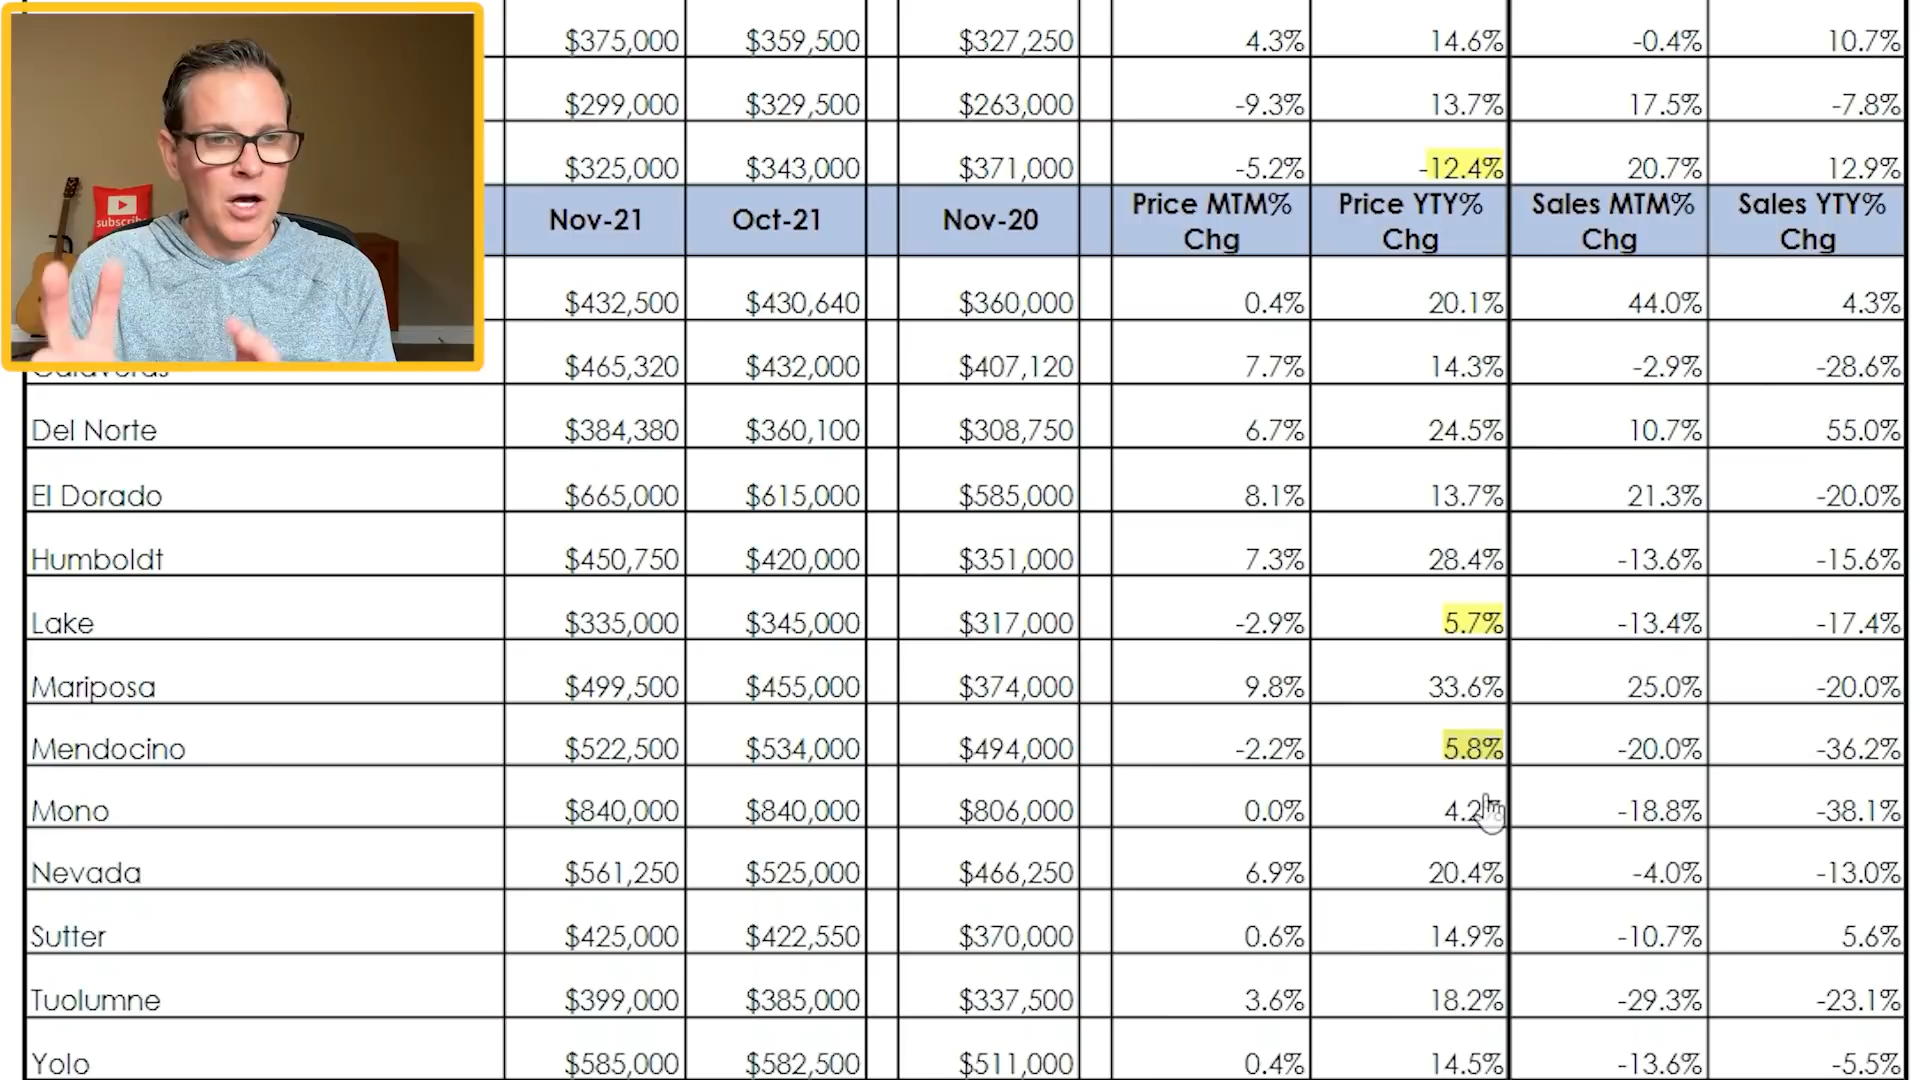 $375,000 $359,500 $327,250 4.3% 14.6% -0.4% 10.7%
$299,000 $329,500 $263,000 -9.3% 13.7% 17.5% -7.8%
$325,000 $343,000 $371,000 -5.2% -12.4% 20.7% 12.9%
subscribe
Nov-21 Oct-21 Nov-20 Price MTM% Chg Price YTY% Chg Sales MTM% Chg Sales YTY% Chg
$432,500 $430,640 $360,000 0.4% 20.1% 44.0% 4.3%
Calaveras $465,320 $432,000 $407,120 7.7% 14.3% -2.9% -28.6%
Del Norte $384,380 $360,100 $308,750 6.7% 24.5% 10.7% 55.0%
El Dorado $665,000 $615,000 $585,000 8.1% 13.7% 21.3% -20.0%
Humboldt $450,750 $420,000 $351,000 7.3% 28.4% -13.6% -15.6%
Lake $335,000 $345,000 $317,000 -2.9% 5.7% -13.4% -17.4%
Mariposa $499,500 $455,000 $374,000 9.8% 33.6% 25.0% -20.0%
Mendocino $522,500 $534,000 $494,000 -2.2% 5.8% -20.0% -36.2%
Mono $840,000 $840,000 $806,000 0.0% 4.2% -18.8% -38.1%
Nevada $561,250 $525,000 $466,250 6.9% 20.4% -4.0% -13.0%
Sutter $425,000 $422,550 $370,000 0.6% 14.9% -10.7% 5.6%
Tuolumne $399,000 $385,000 $337,500 3.6% 18.2% -29.3% -23.1%
Yolo $585,000 $582,500 $511,000 0.4% 14.5% -13.6% -5.5%